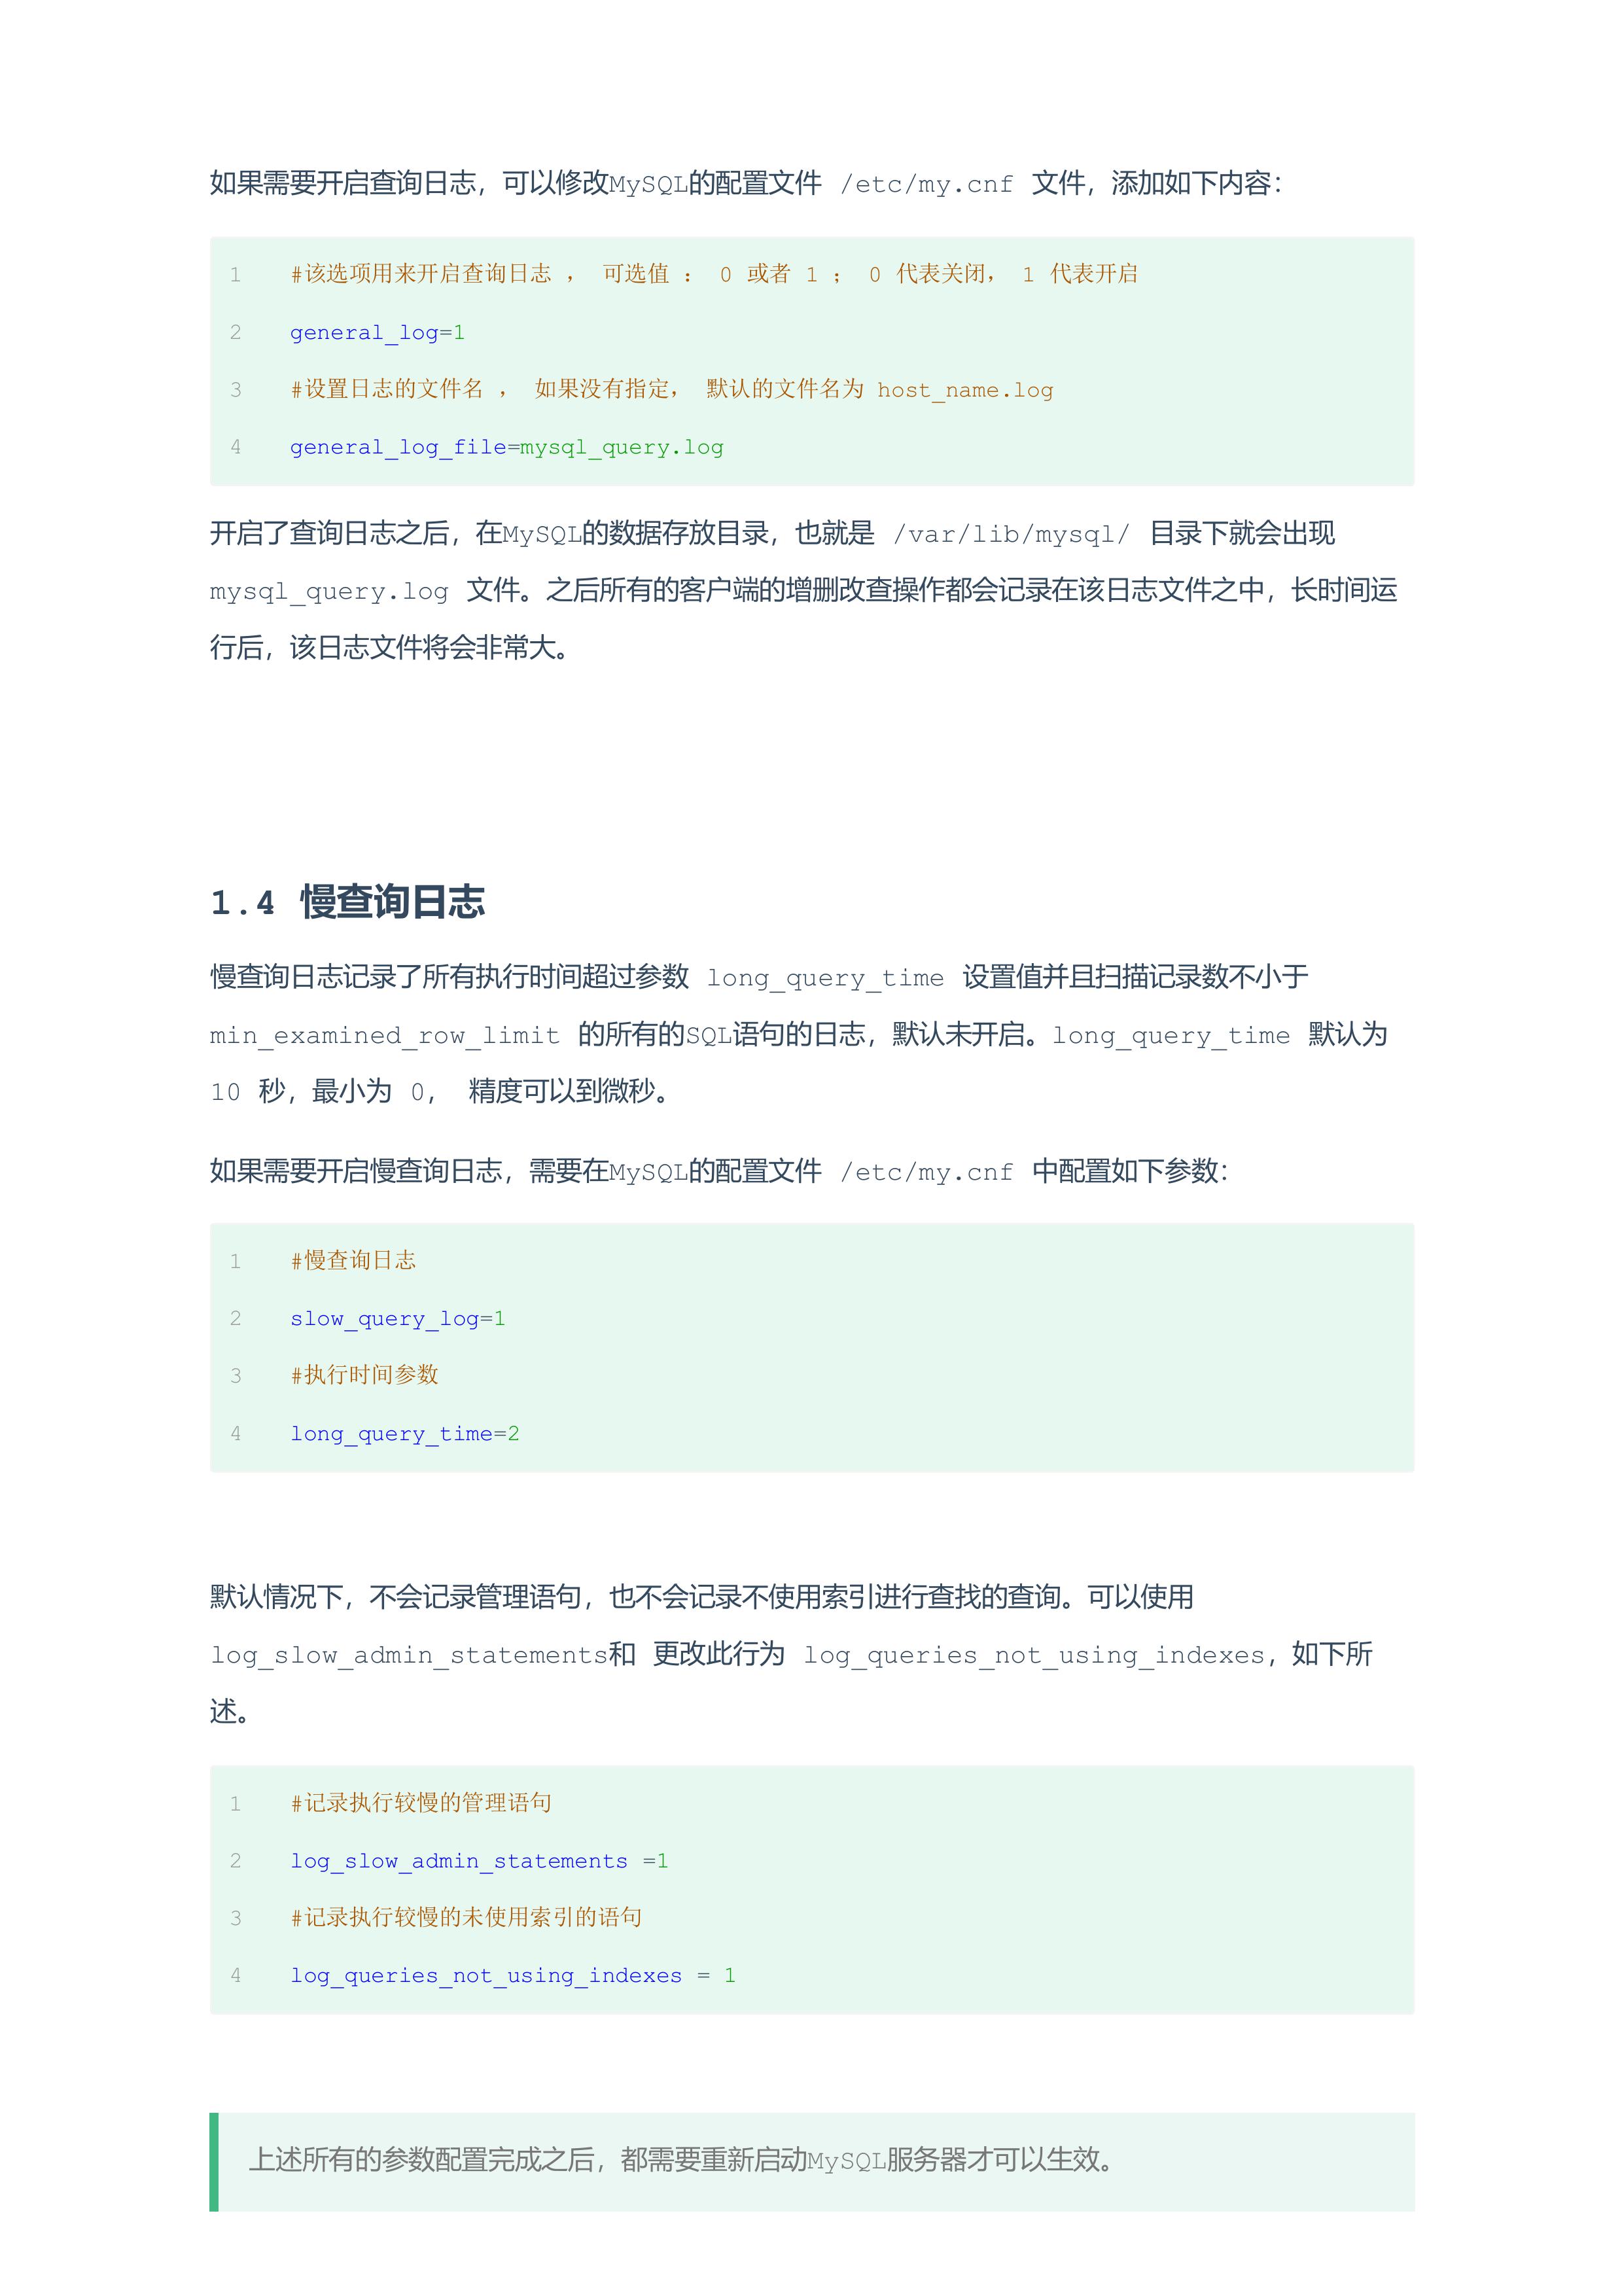 如果需要开启查询日志，可以修改MySQL的配置文件 /etc/my.cnf 文件，添加如下内容：
1 #该选项用来开启查询日志 ， 可选值 ： 0 或者 1 ； 0 代表关闭， 1 代表开启
2 general_log=1
3 #设置日志的文件名 ， 如果没有指定， 默认的文件名为 host_name.log
4 general_log_file=mysql_query.log
开启了查询日志之后，在MySQL的数据存放目录，也就是 /var/lib/mysql/ 目录下就会出现
mysql_query.log 文件。之后所有的客户端的增删改查操作都会记录在该日志文件之中，长时间运
行后，该日志文件将会非常大。
1.4 慢查询日志
慢查询日志记录了所有执行时间超过参数 long_query_time 设置值并且扫描记录数不小于
min_examined_row_limit 的所有的SQL语句的日志，默认未开启。long_query_time 默认为
10 秒，最小为 0， 精度可以到微秒。
如果需要开启慢查询日志，需要在MySQL的配置文件 /etc/my.cnf 中配置如下参数：
1 #慢查询日志
2 slow_query_log=1
3 #执行时间参数
4 long_query_time=2
默认情况下，不会记录管理语句，也不会记录不使用索引进行查找的查询。可以使用
log_slow_admin_statements和 更改此行为 log_queries_not_using_indexes，如下所
述。
1 #记录执行较慢的管理语句
2 log_slow_admin_statements =1
3 #记录执行较慢的未使用索引的语句
4 log_queries_not_using_indexes = 1
上述所有的参数配置完成之后，都需要重新启动MySQL服务器才可以生效。